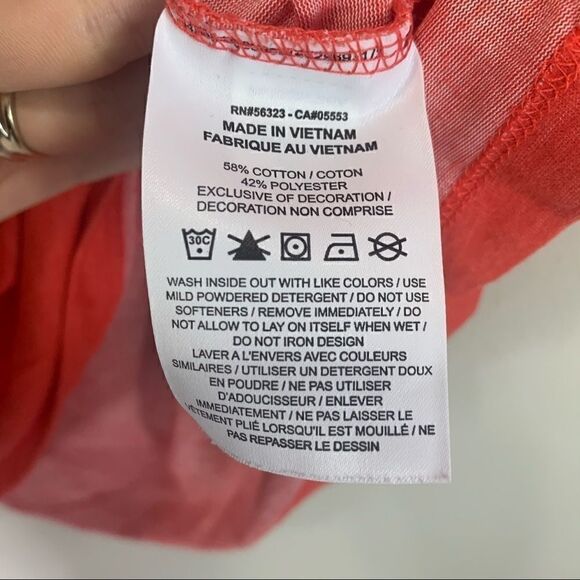 RN#56323 - CA#05553
MADE IN VIETNAM
FABRIQUE AU VIETNAM
58% COTTON / COTON
42% POLYESTER
EXCLUSIVE OF DECORATION /
DECORATION NON COMPRISE
30C
WASH INSIDE OUT WITH LIKE COLORS / USE
MILD POWDERED DETERGENT / DO NOT USE
SOFTENERS / REMOVE IMMEDIATELY / DO
NOT ALLOW TO LAY ON ITSELF WHEN WET /
DO NOT IRON DESIGN
LAVER A L'ENVERS AVEC COULEURS
SIMILAIRES / UTILISER UN DETERGENT DOUX
EN POUDRE / NE PAS UTILISER
D'ADOUCISSEUR / ENLEVER
IMMEDIATEMENT / NE PAS LAISSER LE
VETEMENT PLIÉ LORSQU'IL EST MOUILLÉ / NE
PAS REPASSER LE DESSIN